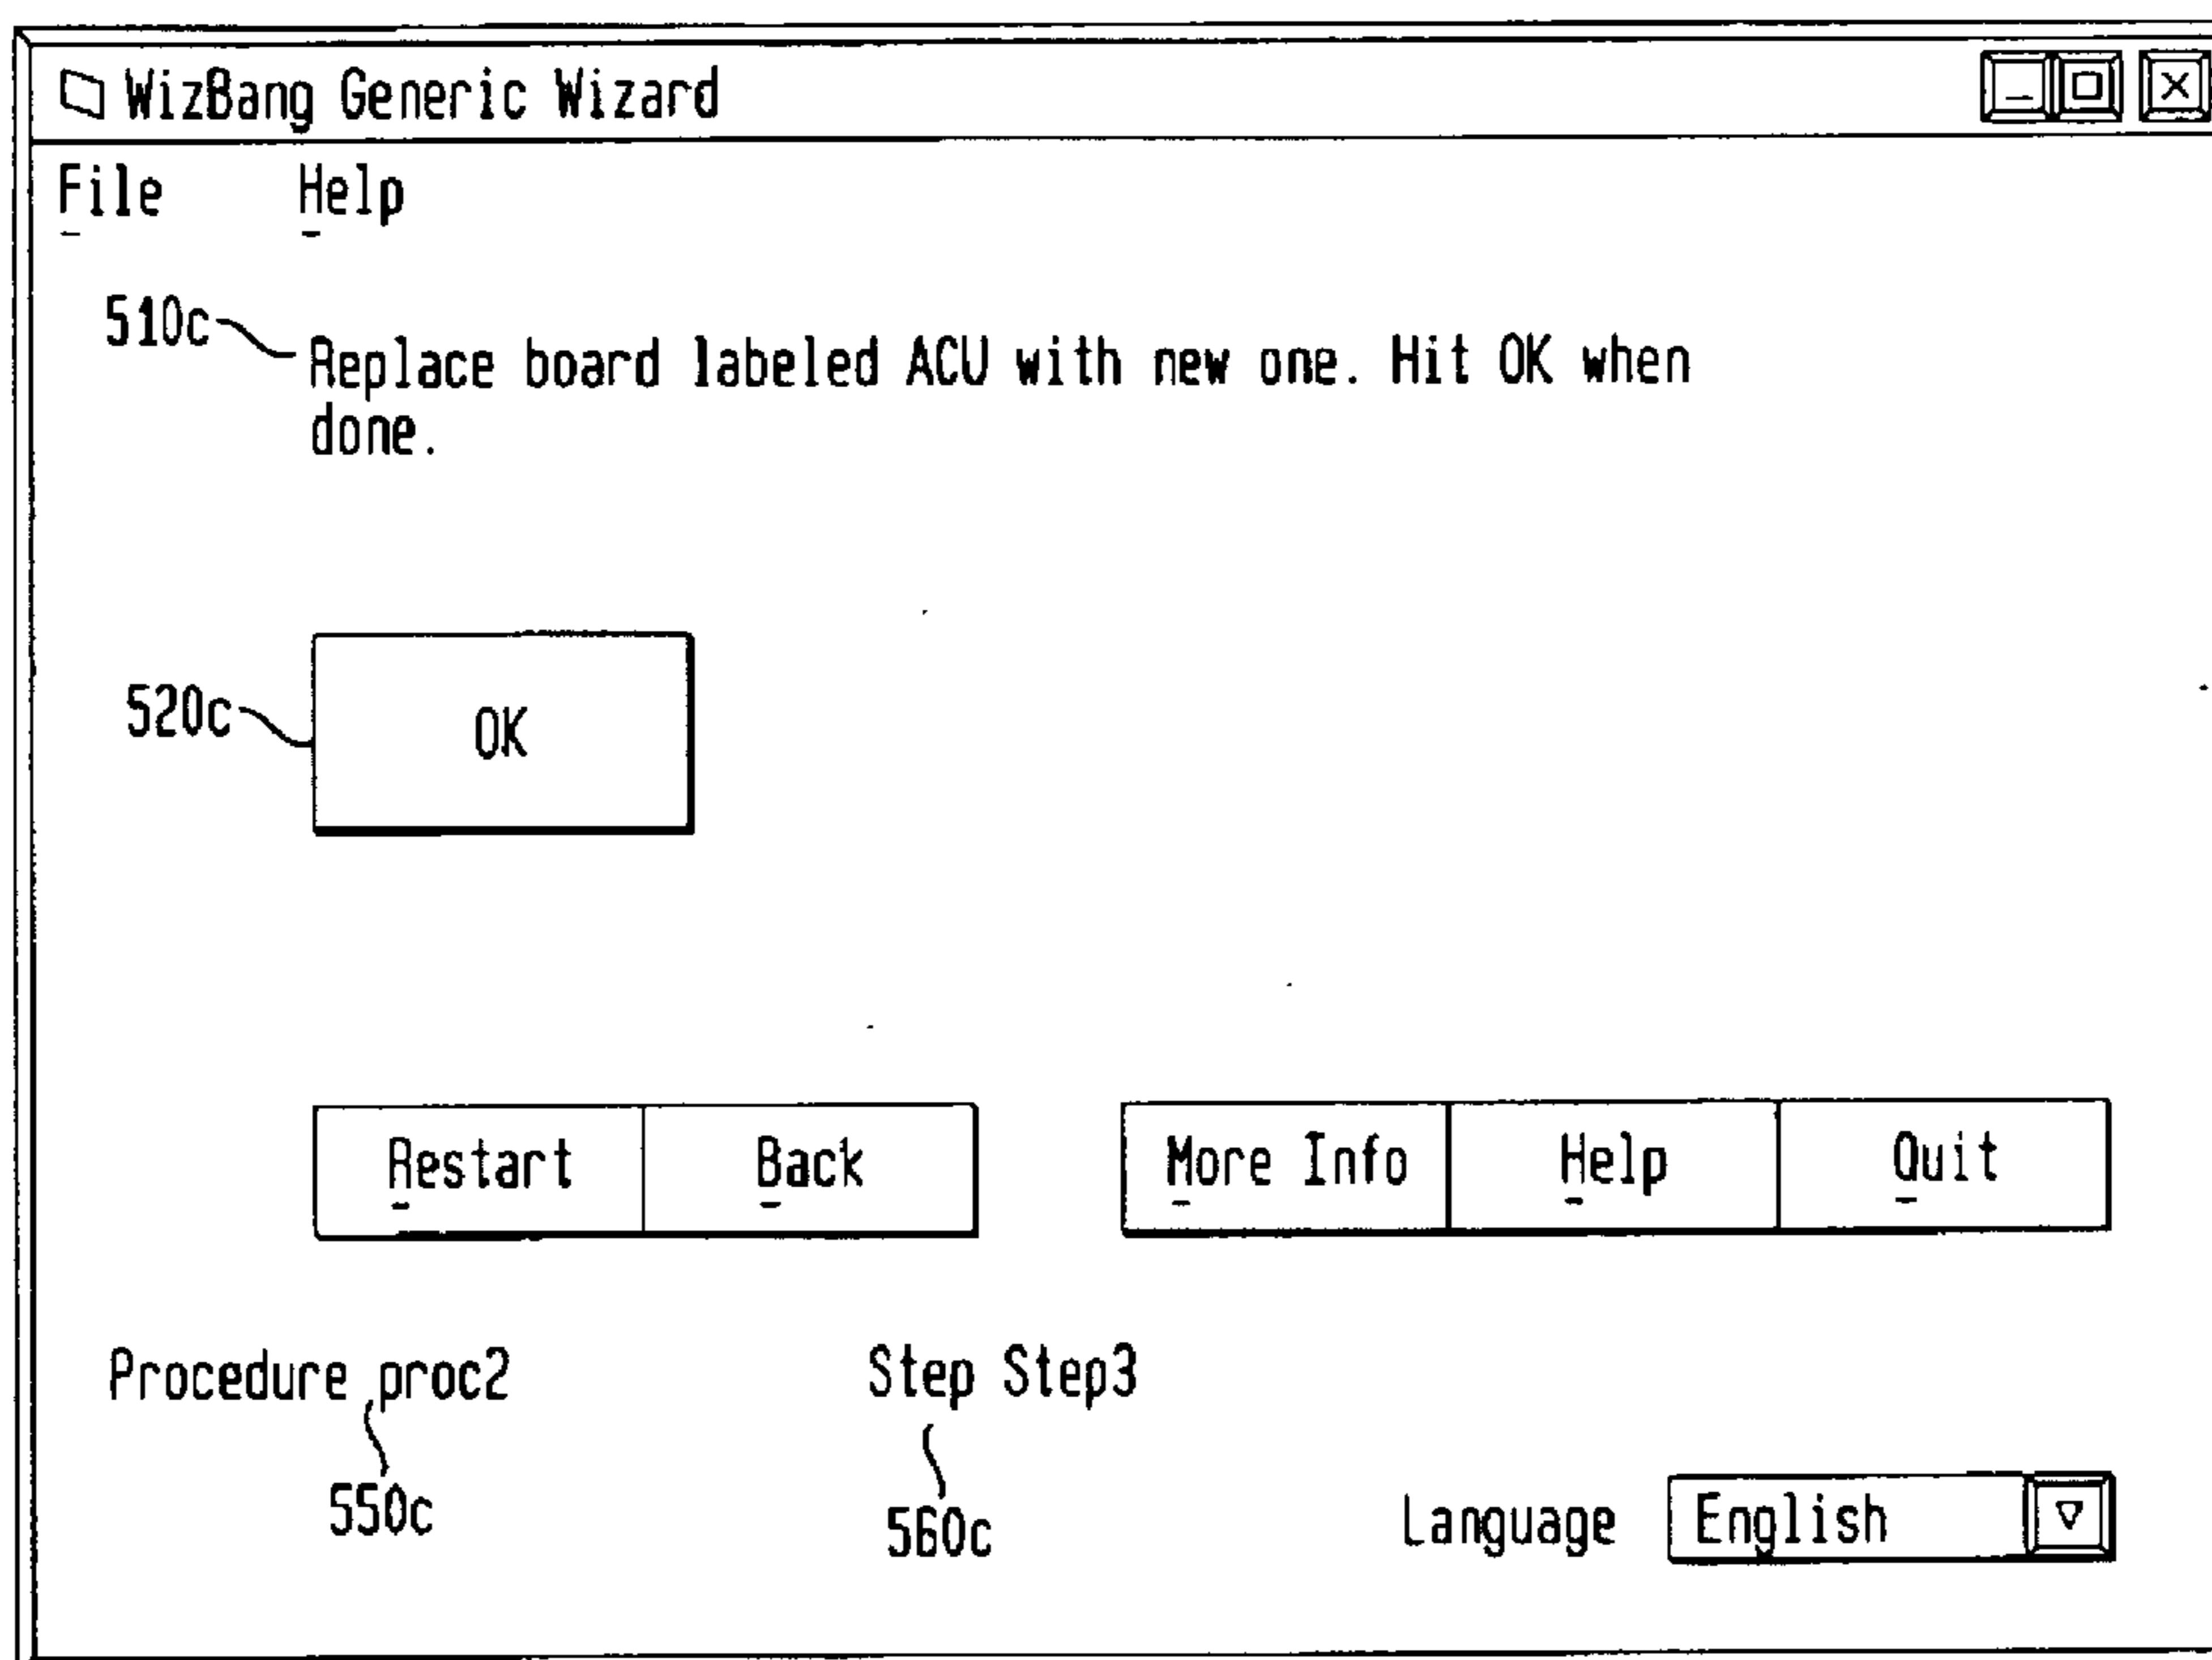 WizBang Generic Wizard
File Help
510c
Replace board labeled ACU with new one. Hit OK when
done.
520c
OK
Restart Back More Info Help Quit
Procedure proc2 Step Step3
550c 560c
Language English